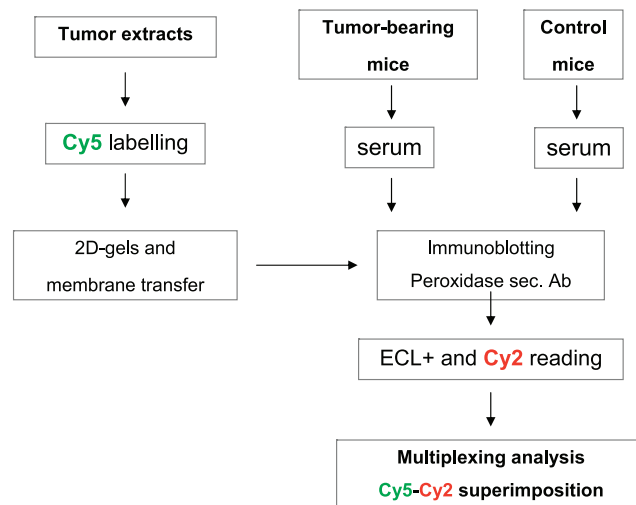 Tumor extracts
Cy5 labelling
2D-gels and
membrane transfer
Tumor-bearing
mice
serum
Control
mice
serum
Immunoblotting
Peroxidase sec. Ab
ECL+ and Cy2 reading
Multiplexing analysis
Cy5-Cy2 superimposition